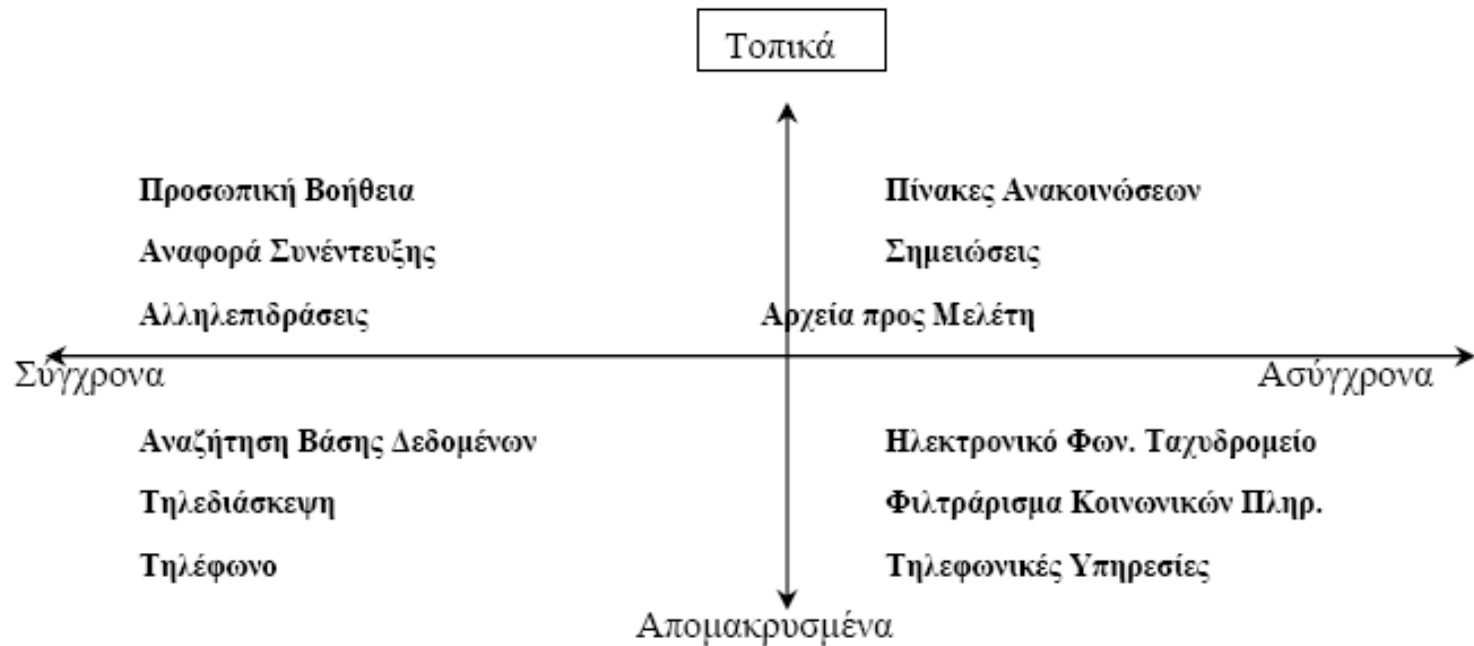 Τοπικά
Προσωπική Βοήθεια
Πίνακες Ανακοινώσεων
Αναφορά Συνέντευξης
Σημειώσεις
Αλληλεπιδράσεις
Αρχεία προς Μελέτη
Σύγχρονα
Ασύγχρονα
Αναζήτηση Βάσης Δεδομένων
Ηλεκτρονικό Φων. Ταχυδρομείο
Τηλεδιάσκεψη
Φιλτράρισμα Κοινωνικών Πληρ.
Τηλέφωνο
Τηλεφωνικές Υπηρεσίες
Απομακρυσμένα